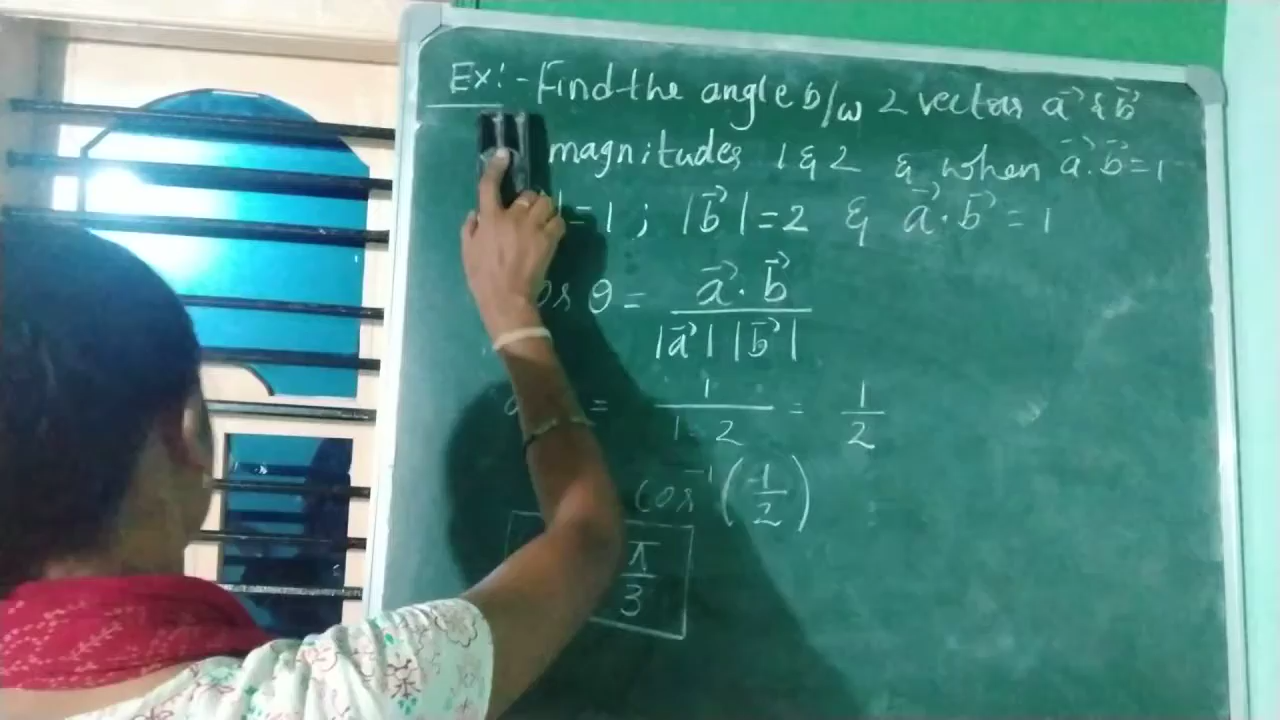 Ex:- Find the angle b/w 2 vectors a⃗ & b⃗
magnitudes 1 & 2 & when a⃗.b⃗ = 1
| = 1 ; |b⃗| = 2 & a⃗.b⃗ = 1
θ = a⃗.b⃗ / |a⃗| |b⃗|
= 1 / 1.2 = 1/2
cos⁻¹(1/2)
π/3